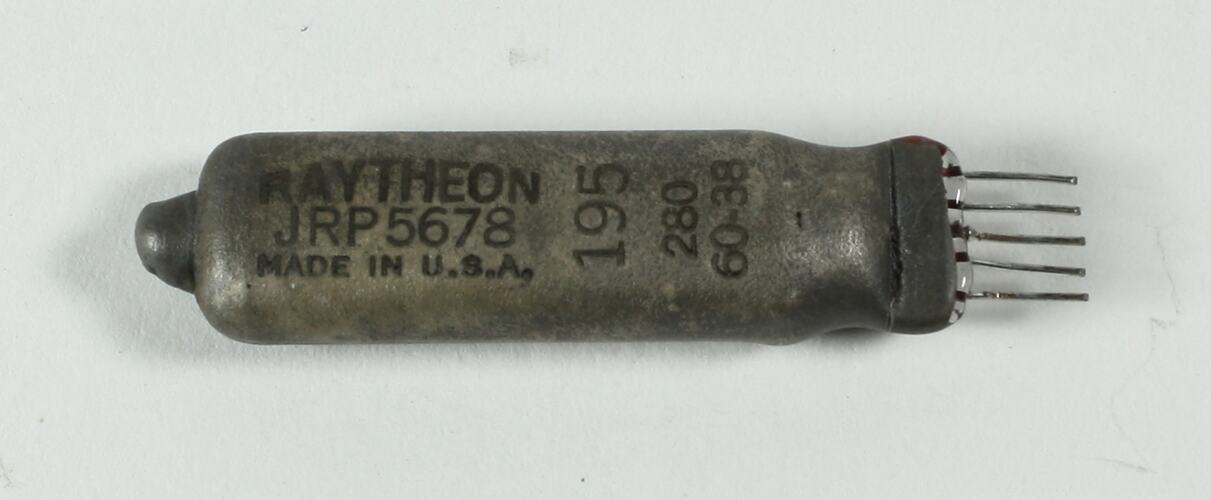 RAYTHEON
JRP5678
MADE IN U.S.A.
195
280
60-38